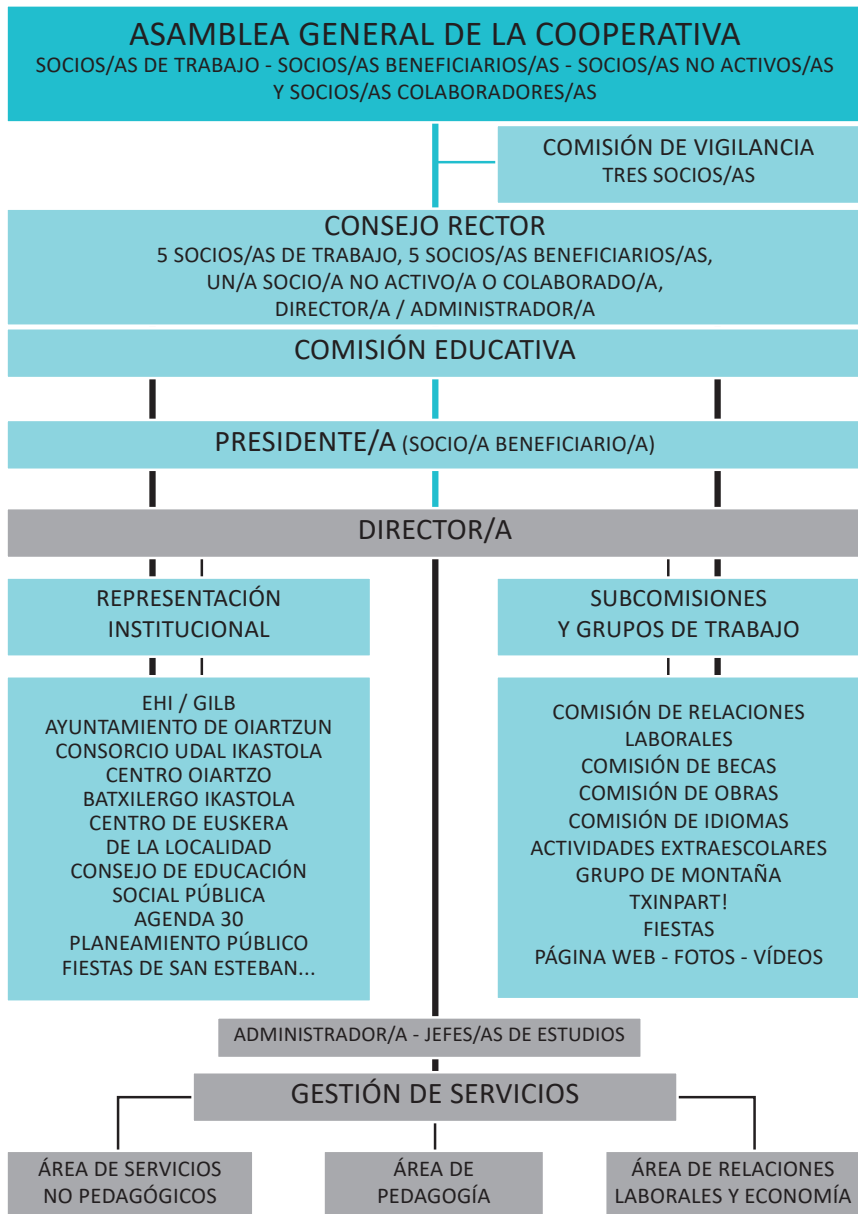 ASAMBLEA GENERAL DE LA COOPERATIVA
SOCIOS/AS DE TRABAJO - SOCIOS/AS BENEFICIARIOS/AS - SOCIOS/AS NO ACTIVOS/AS
Y SOCIOS/AS COLABORADORES/AS
COMISIÓN DE VIGILANCIA
TRES SOCIOS/AS
CONSEJO RECTOR
5 SOCIOS/AS DE TRABAJO, 5 SOCIOS/AS BENEFICIARIOS/AS,
UN/A SOCIO/A NO ACTIVO/A O COLABORADO/A,
DIRECTOR/A / ADMINISTRADOR/A
COMISIÓN EDUCATIVA
PRESIDENTE/A (SOCIO/A BENEFICIARIO/A)
DIRECTOR/A
REPRESENTACIÓN
INSTITUCIONAL
EHI / GILB
AYUNTAMIENTO DE OIARTZUN
CONSORCIO UDAL IKASTOLA
CENTRO OIARTZO
BATXILERGO IKASTOLA
CENTRO DE EUSKERA
DE LA LOCALIDAD
CONSEJO DE EDUCACIÓN
SOCIAL PÚBLICA
AGENDA 30
PLANEAMIENTO PÚBLICO
FIESTAS DE SAN ESTEBAN...
SUBCOMISIONES
Y GRUPOS DE TRABAJO
COMISIÓN DE RELACIONES
LABORALES
COMISIÓN DE BECAS
COMISIÓN DE OBRAS
COMISIÓN DE IDIOMAS
ACTIVIDADES EXTRAESCOLARES
GRUPO DE MONTAÑA
TXINPART!
FIESTAS
PÁGINA WEB - FOTOS - VÍDEOS
ADMINISTRADOR/A - JEFES/AS DE ESTUDIOS
GESTIÓN DE SERVICIOS
ÁREA DE SERVICIOS
NO PEDAGÓGICOS
ÁREA DE
PEDAGOGÍA
ÁREA DE RELACIONES
LABORALES Y ECONOMÍA